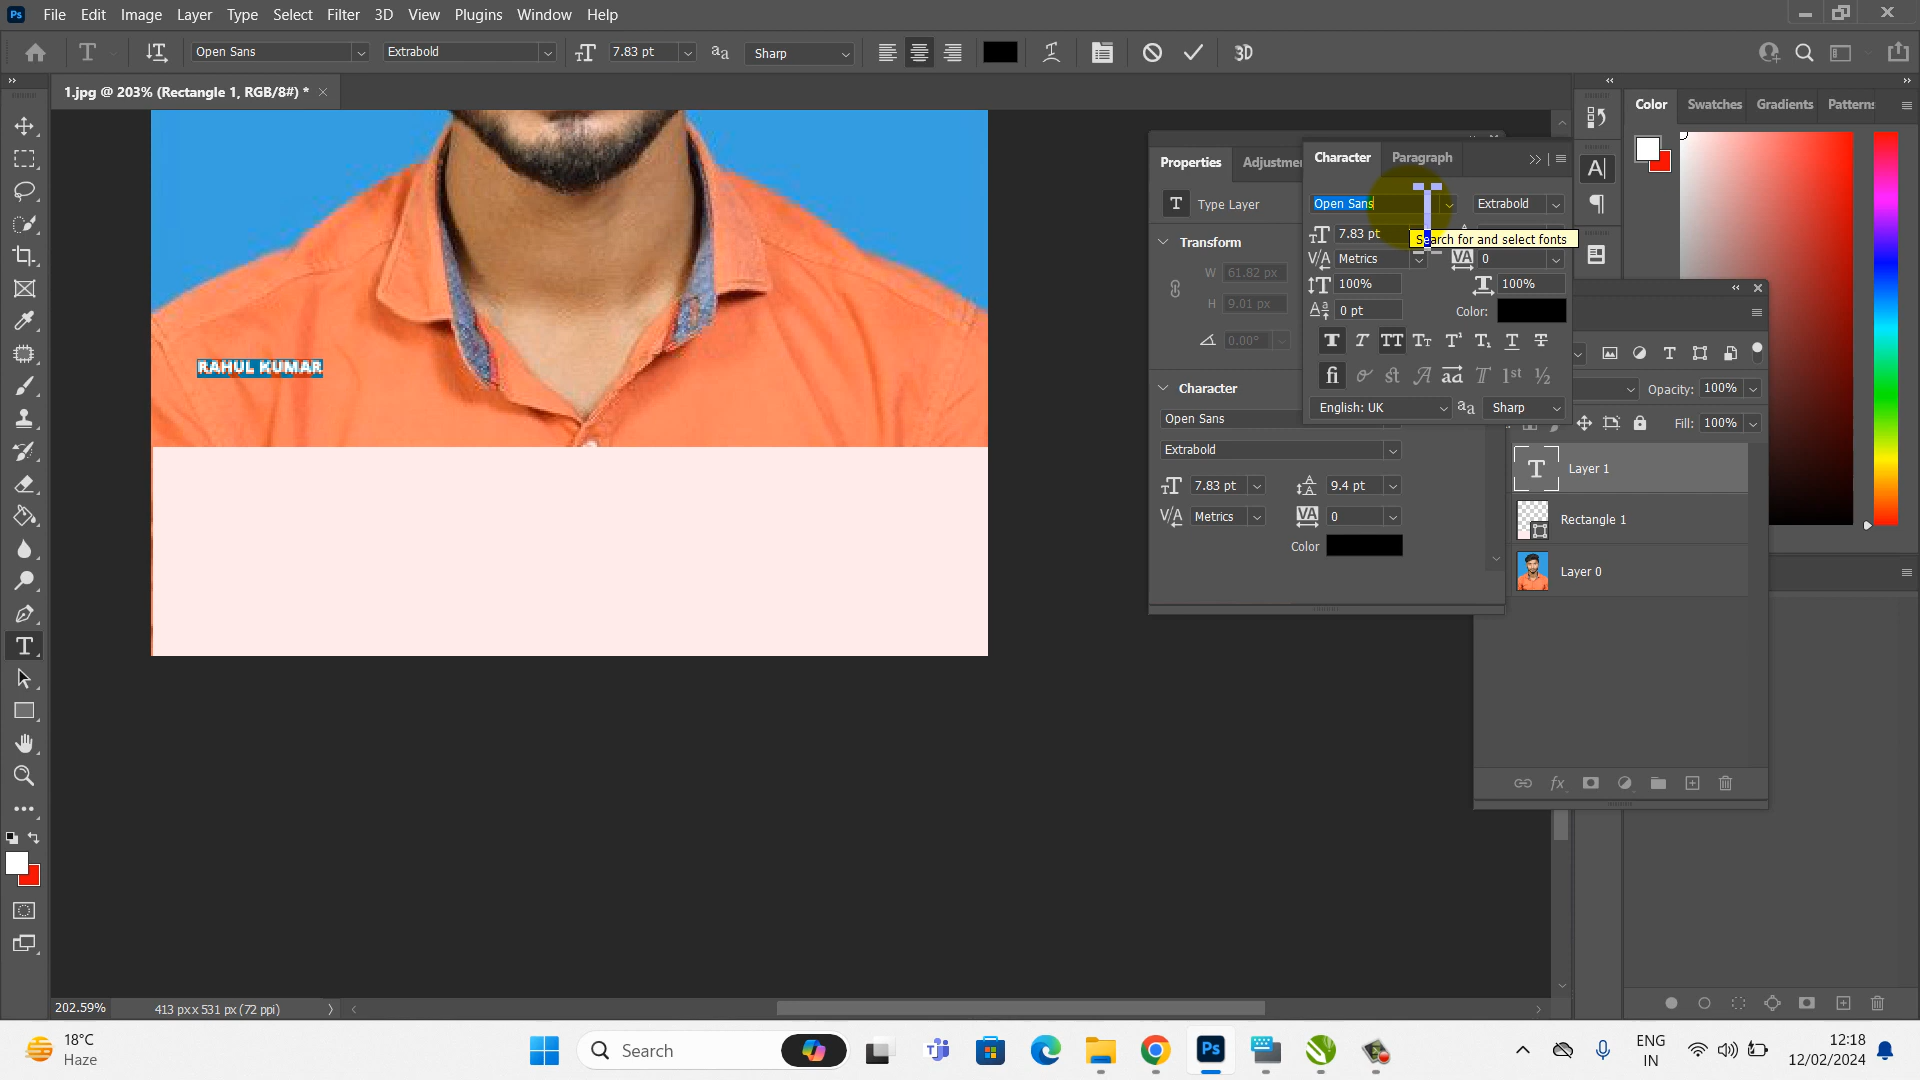 Ps File Edit Image Layer Type Select Filter 3D View Plugins Window Help
T Open Sans Extrabold 7.83 pt Sharp 3D
1.jpg @ 203% (Rectangle 1, RGB/8#) * ×
Color Swatches Gradients Patterns
Properties Adjustmen
Character Paragraph
T Type Layer
Open Sans Extrabold
7.83 pt
Search for and select fonts
Metrics 0
100% 100%
0 pt Color:
English: UK Sharp
Transform
W 61.82 px
H 9.01 px
0.00°
Character
Open Sans
Extrabold
7.83 pt 9.4 pt
Metrics 0
Color
Opacity: 100%
Fill: 100%
Layer 1
Rectangle 1
Layer 0
RAHUL KUMAR
202.59% 413 px x 531 px (72 ppi)
18°C
Haze
Search
ENG
IN
12:18
12/02/2024